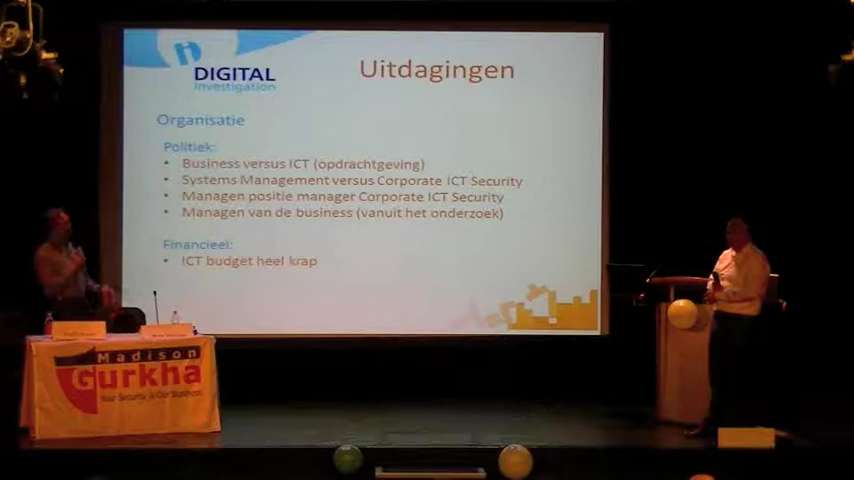 DIGITAL
investigation
Uitdagingen
Organisatie
Politiek:
• Business versus ICT (opdrachtgeving)
• Systems Management versus Corporate ICT Security
• Managen positie manager Corporate ICT Security
• Managen van de business (vanuit het onderzoek)
Financieel:
• ICT budget heel krap
Madison
Gurkha
Your Security is Our Business